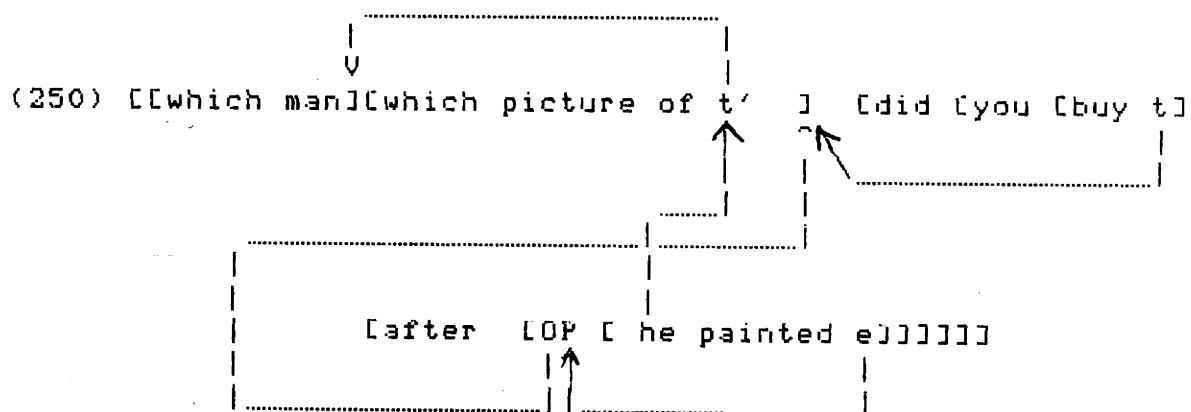 (250) [[which man][which picture of t' ] [did [you [buy t]
[after [OP [ he painted e]]]]]]